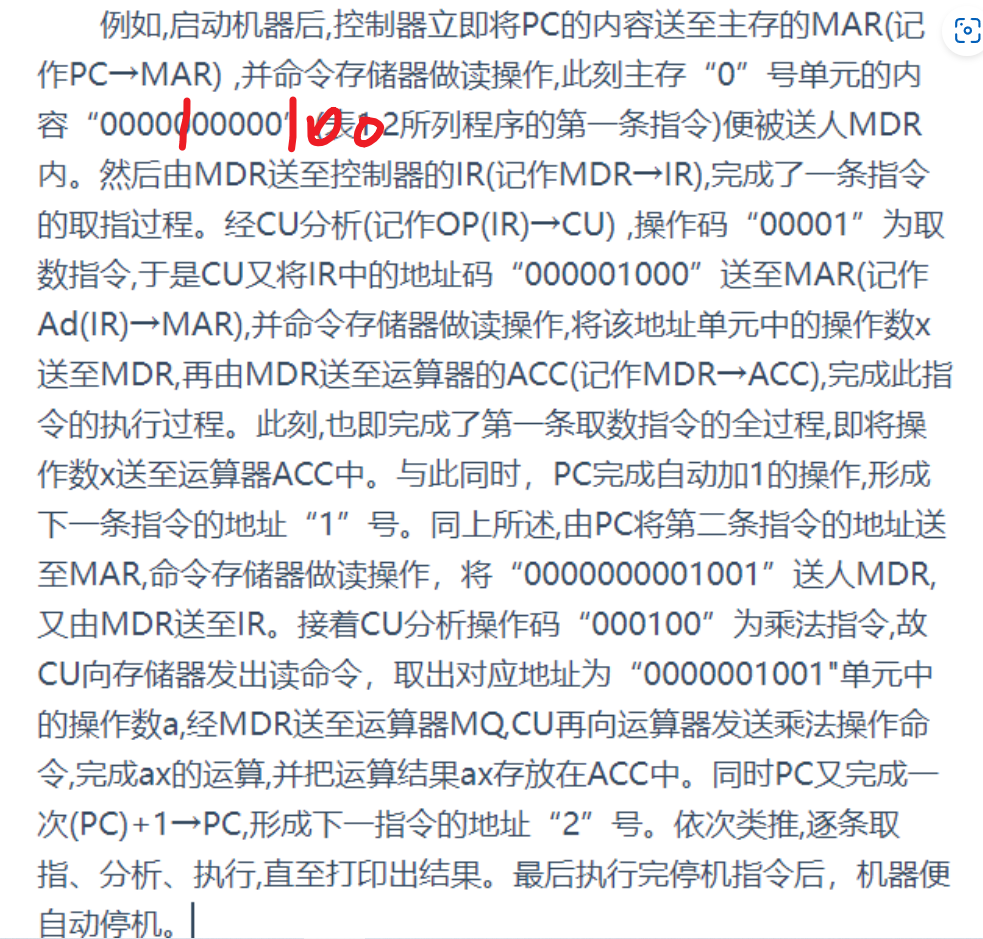 例如,启动机器后,控制器立即将PC的内容送至主存的MAR(记
作PC→MAR) ,并命令存储器做读操作,此刻主存“0”号单元的内
容“0000000000” (表1-2所列程序的第一条指令)便被送人MDR
100
内。然后由MDR送至控制器的IR(记作MDR→IR),完成了一条指令
的取指过程。经CU分析(记作OP(IR)→CU) ,操作码“00001”为取
数指令,于是CU又将IR中的地址码“000001000”送至MAR(记作
Ad(IR)→MAR),并命令存储器做读操作,将该地址单元中的操作数x
送至MDR,再由MDR送至运算器的ACC(记作MDR→ACC),完成此指
令的执行过程。此刻,也即完成了第一条取数指令的全过程,即将操
作数x送至运算器ACC中。与此同时，PC完成自动加1的操作,形成
下一条指令的地址“1”号。同上所述,由PC将第二条指令的地址送
至MAR,命令存储器做读操作，将“0000000001001”送人MDR,
又由MDR送至IR。接着CU分析操作码“000100”为乘法指令,故
CU向存储器发出读命令，取出对应地址为“0000001001"单元中
的操作数a,经MDR送至运算器MQ,CU再向运算器发送乘法操作命
令,完成ax的运算,并把运算结果ax存放在ACC中。同时PC又完成一
次(PC)+1→PC,形成下一指令的地址“2”号。依次类推,逐条取
指、分析、执行,直至打印出结果。最后执行完停机指令后，机器便
自动停机。